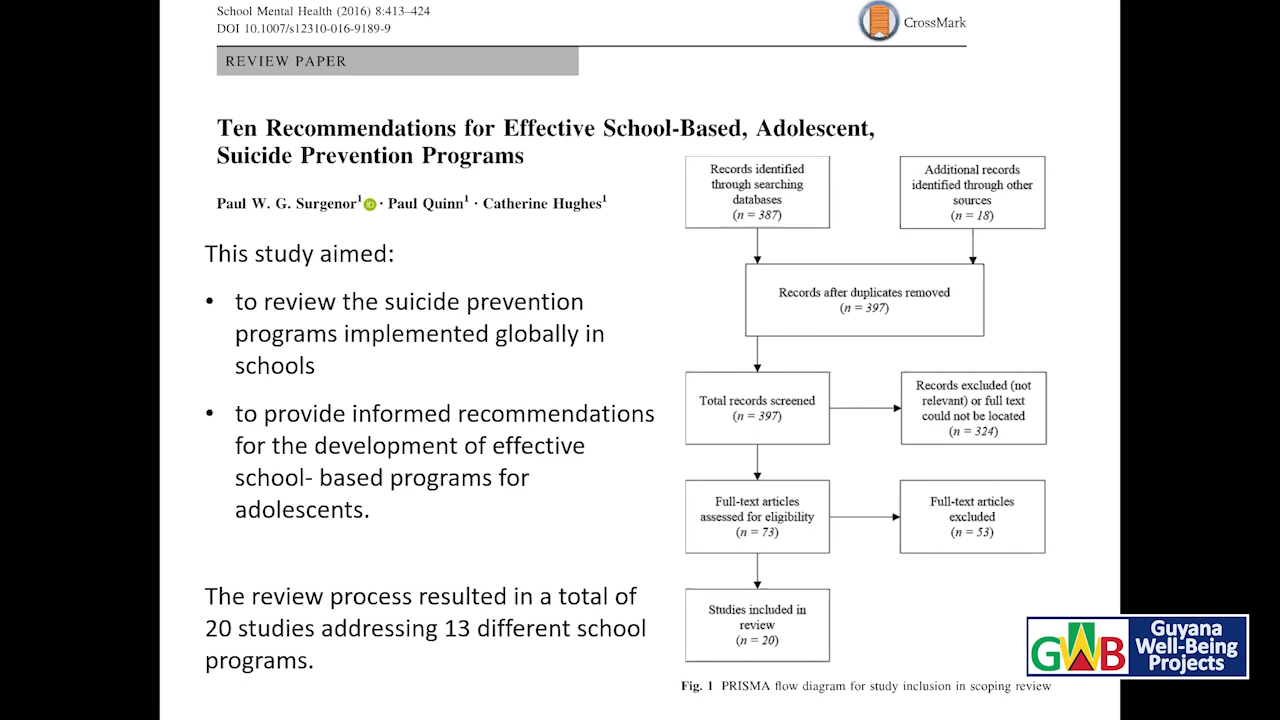 School Mental Health (2016) 8:413–424
DOI 10.1007/s12310-016-9189-9
CrossMark
REVIEW PAPER
Ten Recommendations for Effective School-Based, Adolescent,
Suicide Prevention Programs
Paul W. G. Surgenor1 iD · Paul Quinn1 · Catherine Hughes1
This study aimed:
• to review the suicide prevention
programs implemented globally in
schools
• to provide informed recommendations
for the development of effective
school- based programs for
adolescents.
The review process resulted in a total of
20 studies addressing 13 different school
programs.
Records identified
through searching
databases
(n = 387)
Additional records
identified through other
sources
(n = 18)
Records after duplicates removed
(n = 397)
Total records screened
(n = 397)
Records excluded (not
relevant) or full text
could not be located
(n = 324)
Full-text articles
assessed for eligibility
(n = 73)
Full-text articles
excluded
(n = 53)
Studies included in
review
(n = 20)
Fig. 1 PRISMA flow diagram for study inclusion in scoping review
GWB
Guyana
Well-Being
Projects